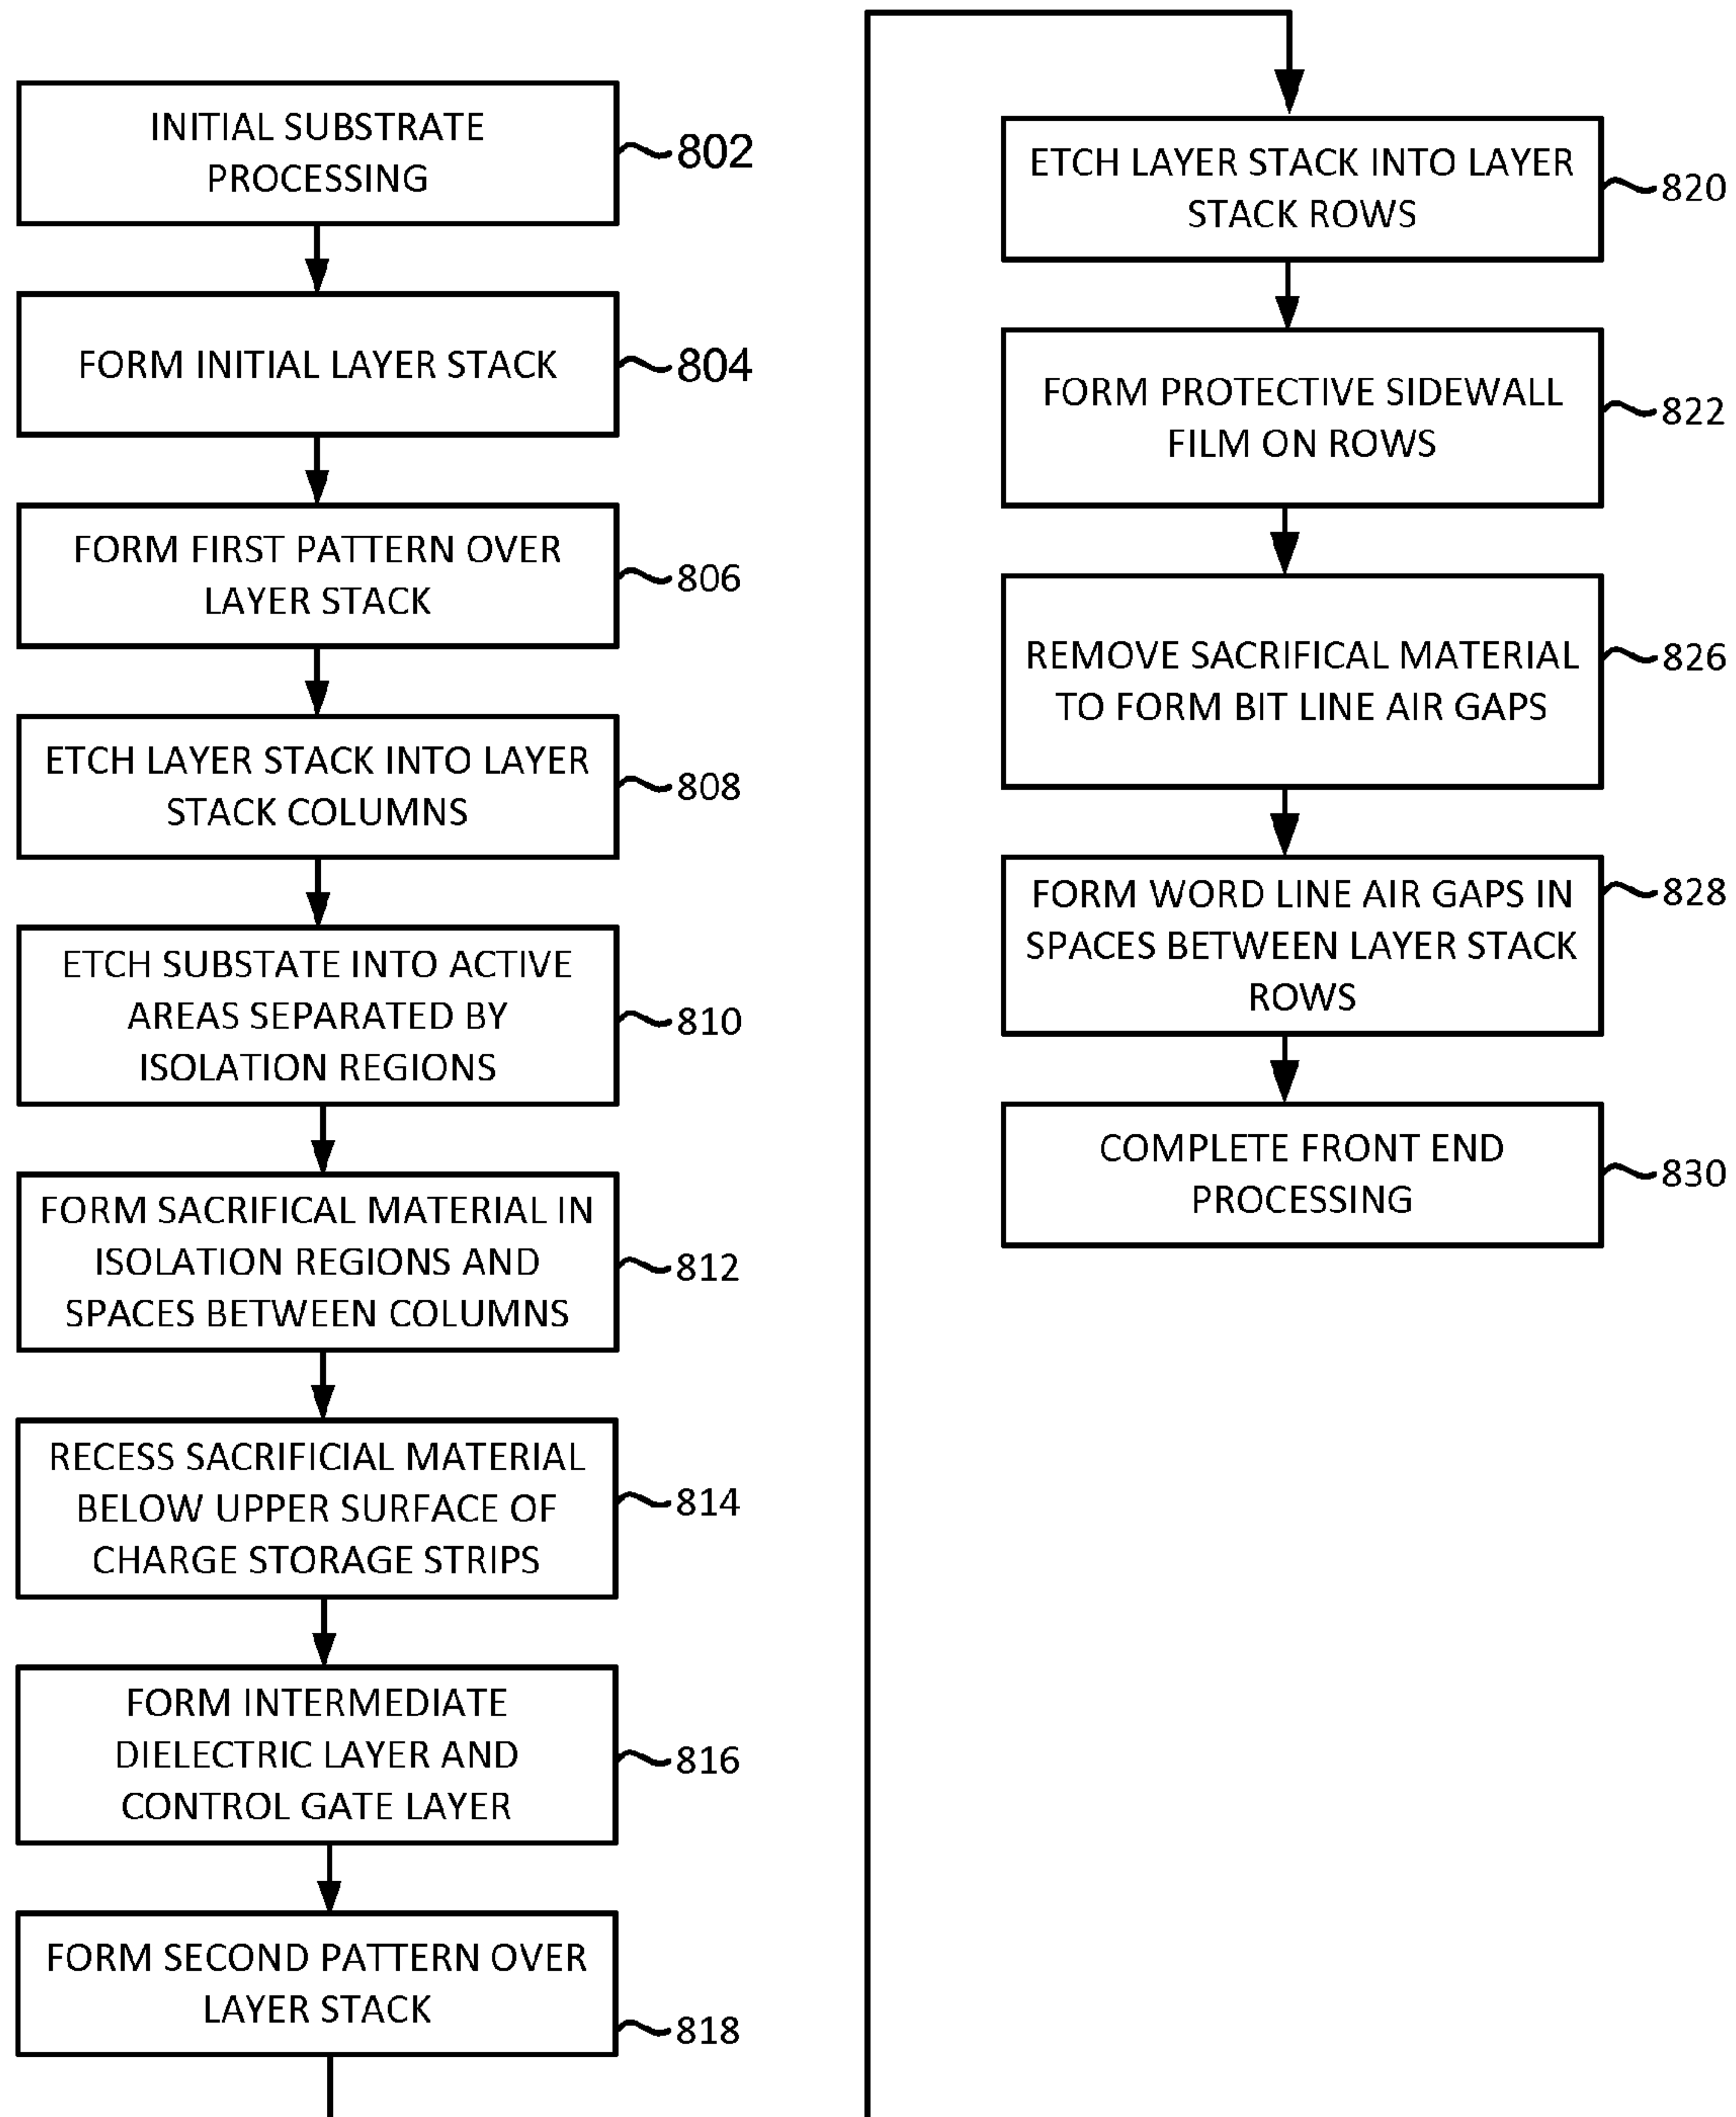 INITIAL SUBSTRATE
PROCESSING
802
FORM INITIAL LAYER STACK
804
FORM FIRST PATTERN OVER
LAYER STACK
806
ETCH LAYER STACK INTO LAYER
STACK COLUMNS
808
ETCH SUBSTATE INTO ACTIVE
AREAS SEPARATED BY
ISOLATION REGIONS
810
FORM SACRIFICAL MATERIAL IN
ISOLATION REGIONS AND
SPACES BETWEEN COLUMNS
812
RECESS SACRIFICIAL MATERIAL
BELOW UPPER SURFACE OF
CHARGE STORAGE STRIPS
814
FORM INTERMEDIATE
DIELECTRIC LAYER AND
CONTROL GATE LAYER
816
FORM SECOND PATTERN OVER
LAYER STACK
818
ETCH LAYER STACK INTO LAYER
STACK ROWS
820
FORM PROTECTIVE SIDEWALL
FILM ON ROWS
822
REMOVE SACRIFICAL MATERIAL
TO FORM BIT LINE AIR GAPS
826
FORM WORD LINE AIR GAPS IN
SPACES BETWEEN LAYER STACK
ROWS
828
COMPLETE FRONT END
PROCESSING
830